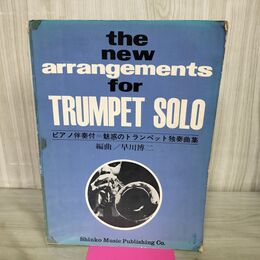 the
new
arrangements
for
TRUMPET SOLO
ピアノ伴奏付—魅惑のトランペット独奏曲集
編曲／早川博二
Shinko Music Publishing Co.